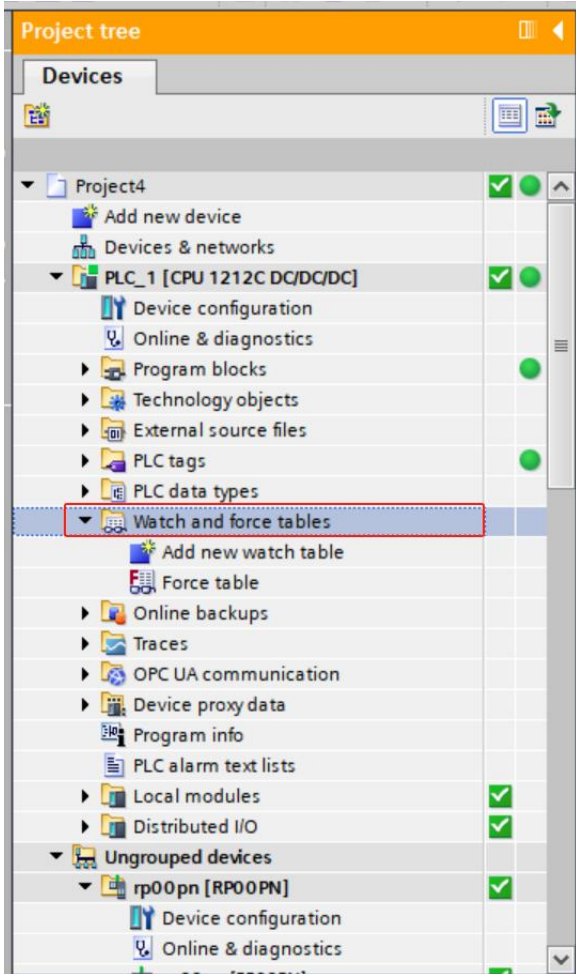 Project tree
Devices
Project4
Add new device
Devices & networks
PLC_1 [CPU 1212C DC/DC/DC]
Device configuration
Online & diagnostics
Program blocks
Technology objects
External source files
PLC tags
PLC data types
Watch and force tables
Add new watch table
Force table
Online backups
Traces
OPC UA communication
Device proxy data
Program info
PLC alarm text lists
Local modules
Distributed I/O
Ungrouped devices
rp00pn [RP00PN]
Device configuration
Online & diagnostics